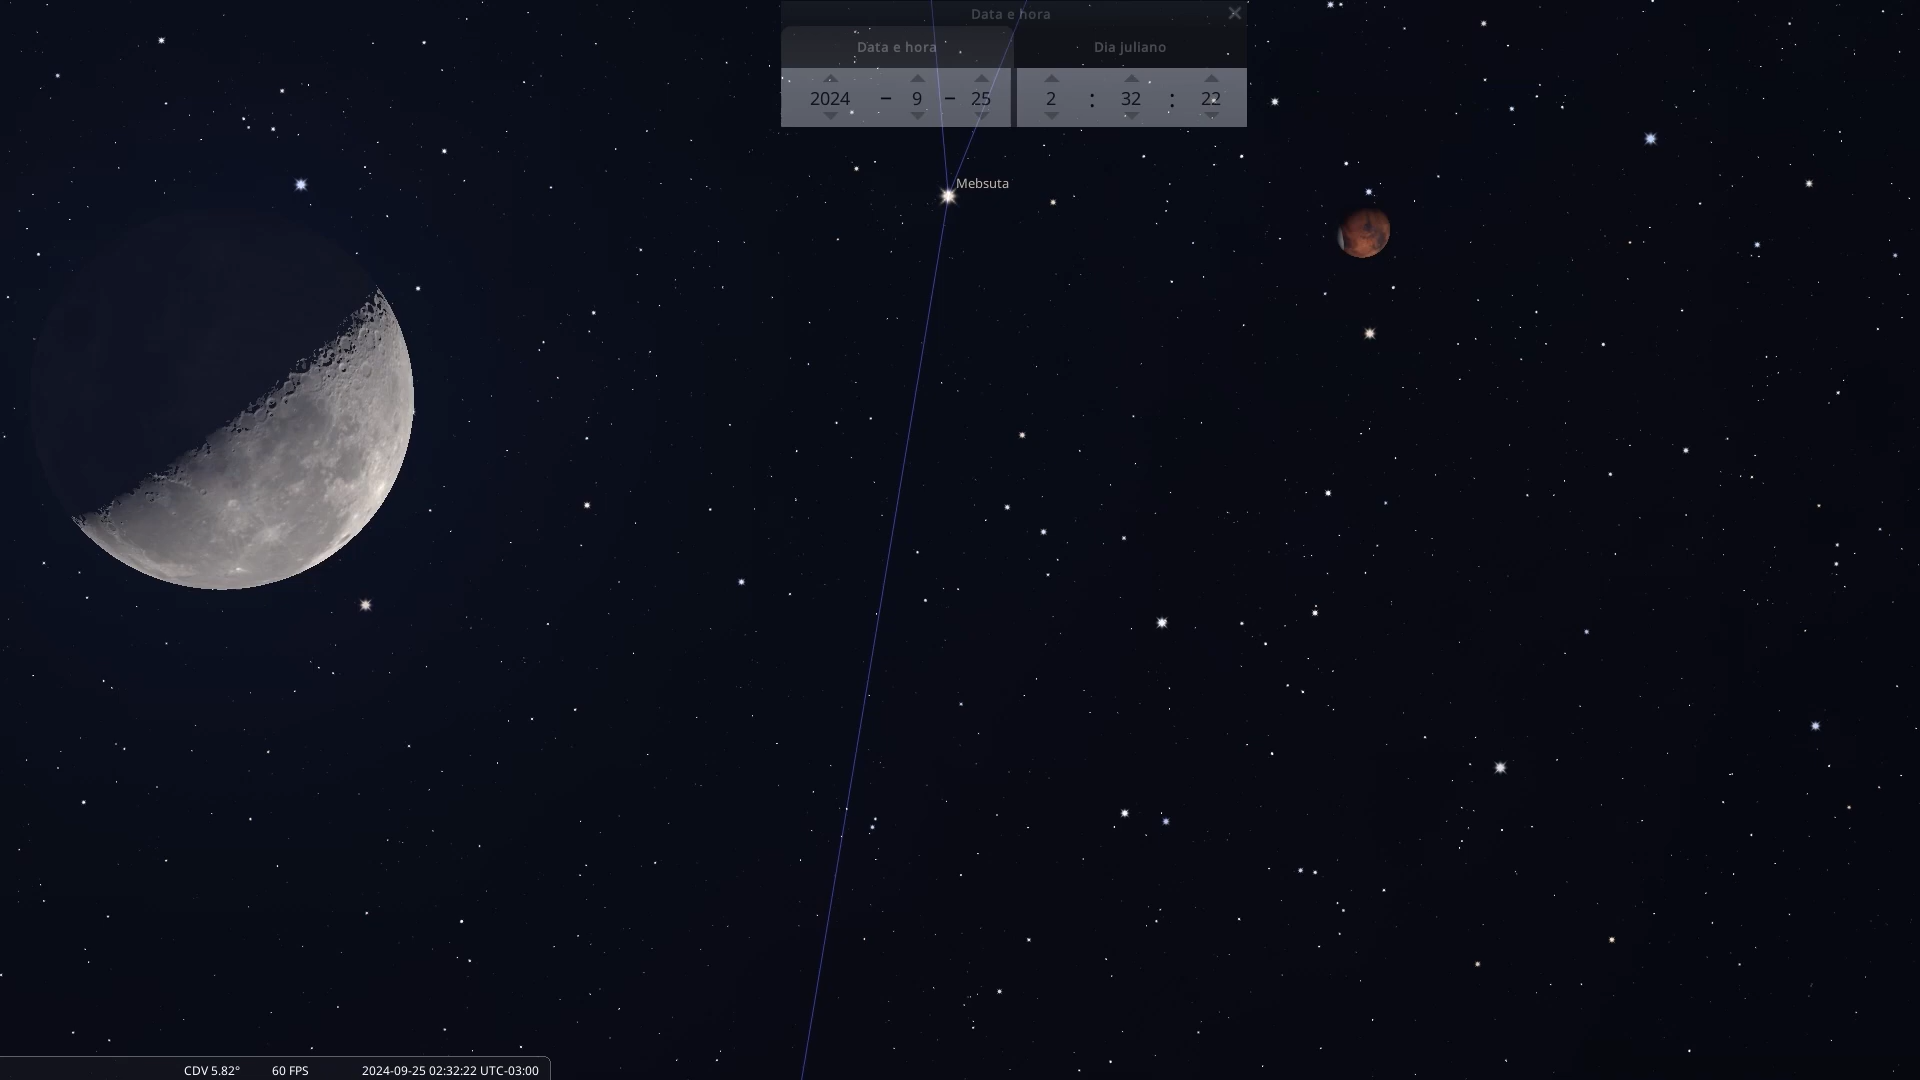 Data e hora
Data e hora Dia juliano
2024 - 9 - 25 2 : 32 : 22
Mebsuta
CDV 5.82° 60 FPS 2024-09-25 02:32:22 UTC-03:00